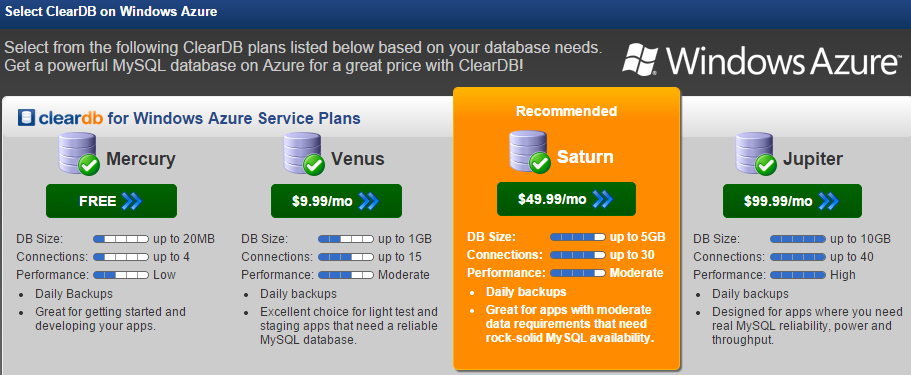 Select ClearDB on Windows Azure
Select from the following ClearDB plans listed below based on your database needs.
Get a powerful MySQL database on Azure for a great price with ClearDB!
Windows Azure™
cleardb for Windows Azure Service Plans
Mercury
FREE
DB Size: up to 20MB
Connections: up to 4
Performance: Low
• Daily Backups
• Great for getting started and
developing your apps.
Venus
$9.99/mo
DB Size: up to 1GB
Connections: up to 15
Performance: Moderate
• Daily backups
• Excellent choice for light test and
staging apps that need a reliable
MySQL database.
Recommended
Saturn
$49.99/mo
DB Size: up to 5GB
Connections: up to 30
Performance: Moderate
• Daily backups
• Great for apps with moderate
data requirements that need
rock-solid MySQL availability.
Jupiter
$99.99/mo
DB Size: up to 10GB
Connections: up to 40
Performance: High
• Daily backups
• Designed for apps where you need
real MySQL reliability, power and
throughput.